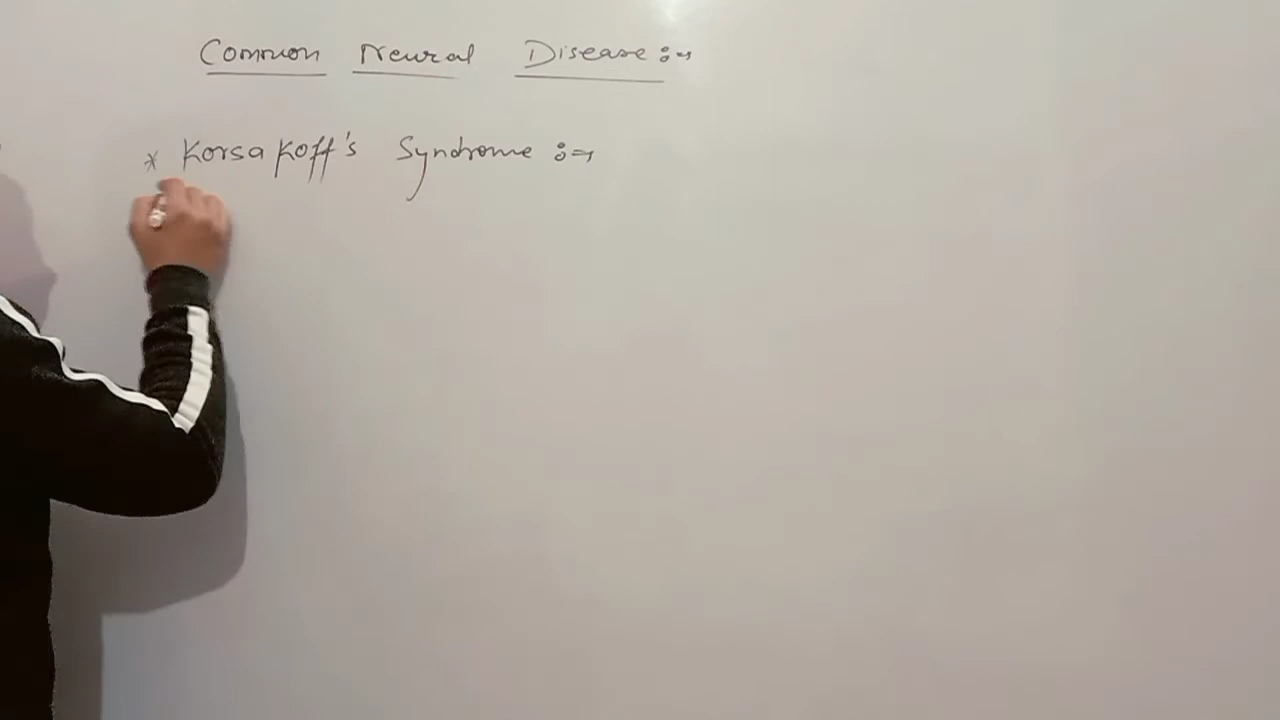 Common Neural Disease :-
* Korsakoff's Syndrome :-